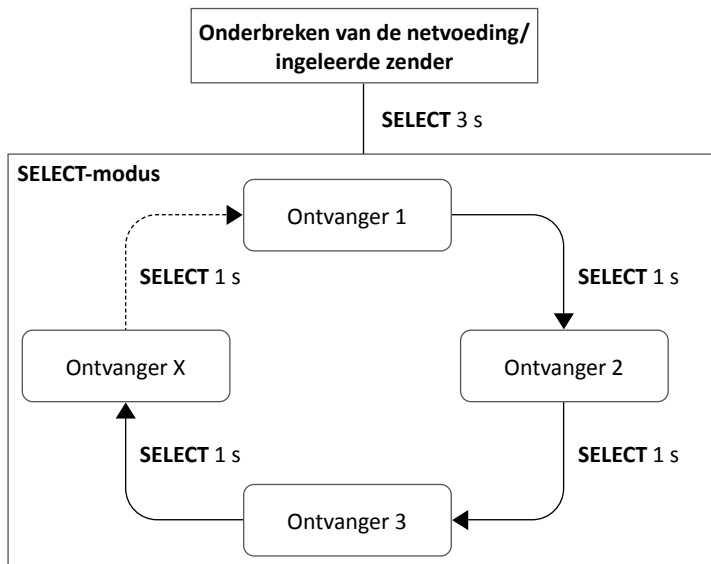 Onderbreken van de netvoeding/
ingeleerde zender
SELECT 3 s
SELECT-modus
Ontvanger 1
SELECT 1 s
SELECT 1 s
Ontvanger X
Ontvanger 2
SELECT 1 s
SELECT 1 s
Ontvanger 3